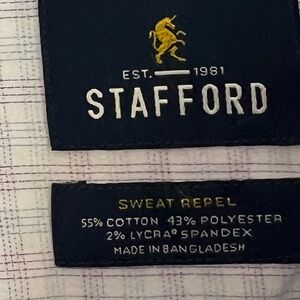 EST. 1981
STAFFORD
SWEAT REPEL
55% COTTON 43% POLYESTER
2% LYCRA® SPANDEX
MADE IN BANGLADESH